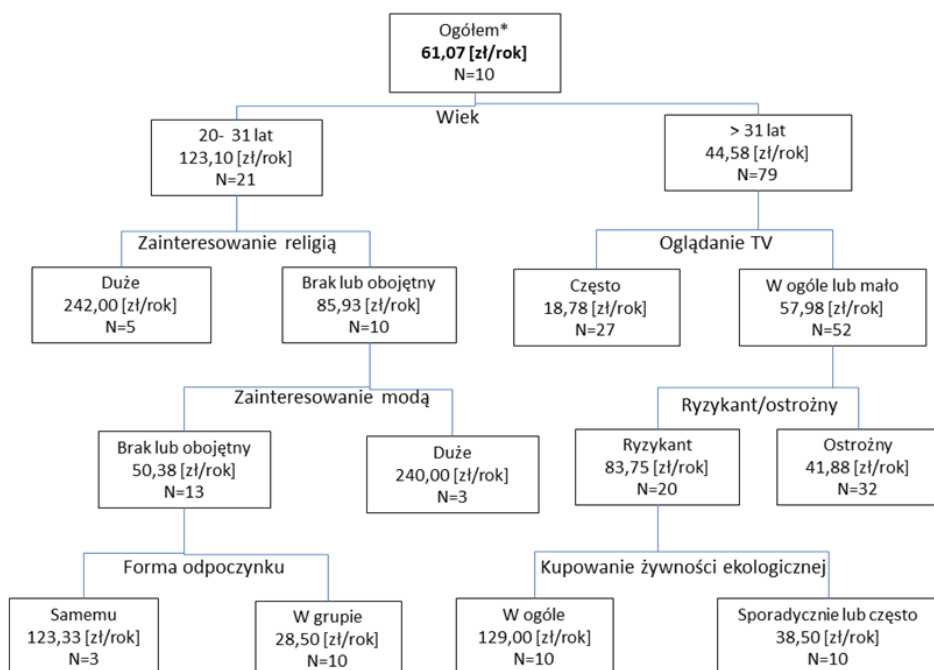 Ogółem*
61,07 [zł/rok]
N=10
Wiek
20- 31 lat
123,10 [zł/rok]
N=21
> 31 lat
44,58 [zł/rok]
N=79
Zainteresowanie religią
Oglądanie TV
Duże
242,00 [zł/rok]
N=5
Brak lub obojętny
85,93 [zł/rok]
N=10
Często
18,78 [zł/rok]
N=27
W ogóle lub mało
57,98 [zł/rok]
N=52
Zainteresowanie modą
Ryzykant/ostrożny
Brak lub obojętny
50,38 [zł/rok]
N=13
Duże
240,00 [zł/rok]
N=3
Ryzykant
83,75 [zł/rok]
N=20
Ostrożny
41,88 [zł/rok]
N=32
Forma odpoczynku
Kupowanie żywności ekologicznej
Samemu
123,33 [zł/rok]
N=3
W grupie
28,50 [zł/rok]
N=10
W ogóle
129,00 [zł/rok]
N=10
Sporadycznie lub często
38,50 [zł/rok]
N=10